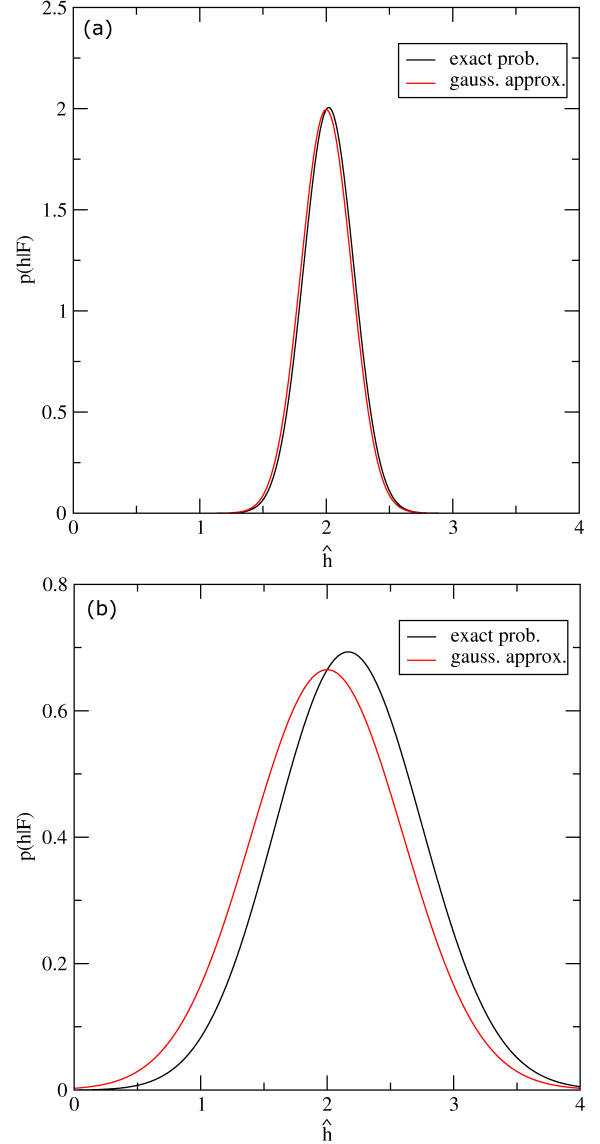 (a)
2.5
2
1.5
1
0.5
0
p(h|F)
exact prob.
gauss. approx.
0 1 2 3 4
ĥ
(b)
0.8
0.6
0.4
0.2
0
p(h|F)
exact prob.
gauss. approx.
0 1 2 3 4
ĥ